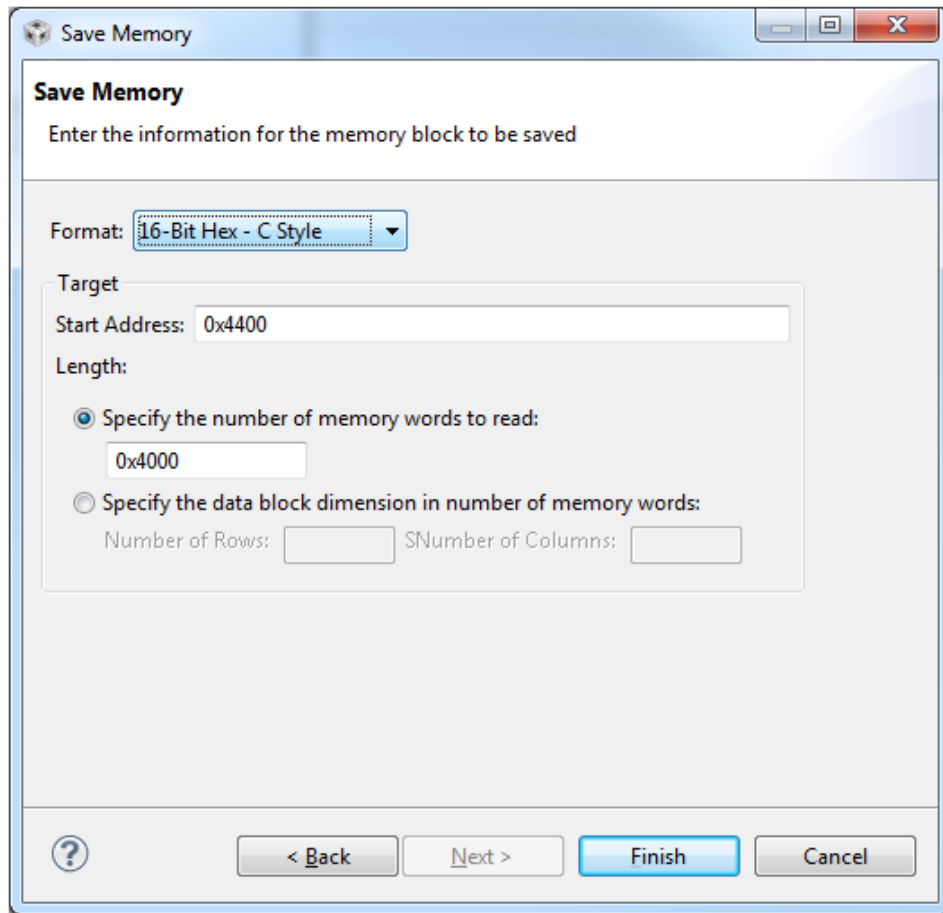 Save Memory
Save Memory
Enter the information for the memory block to be saved
Format: 16-Bit Hex - C Style
Target
Start Address: 0x4400
Length:
Specify the number of memory words to read:
0x4000
Specify the data block dimension in number of memory words:
Number of Rows: SNumber of Columns:
? < Back Next > Finish Cancel